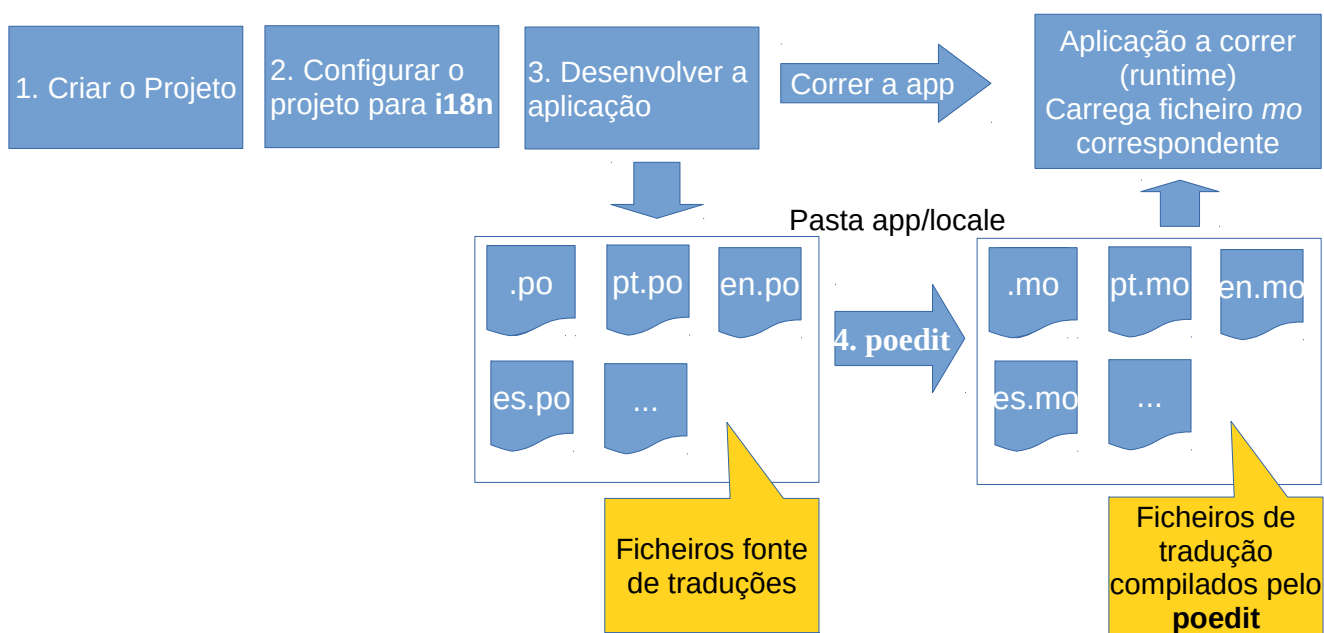 1. Criar o Projeto
2. Configurar o
projeto para i18n
3. Desenvolver a
aplicação
Correr a app
Aplicação a correr
(runtime)
Carrega ficheiro mo
correspondente
Pasta app/locale
.po
pt.po
en.po
es.po
...
4. poedit
.mo
pt.mo
en.mo
es.mo
...
Ficheiros fonte
de traduções
Ficheiros de
tradução
compilados pelo
poedit